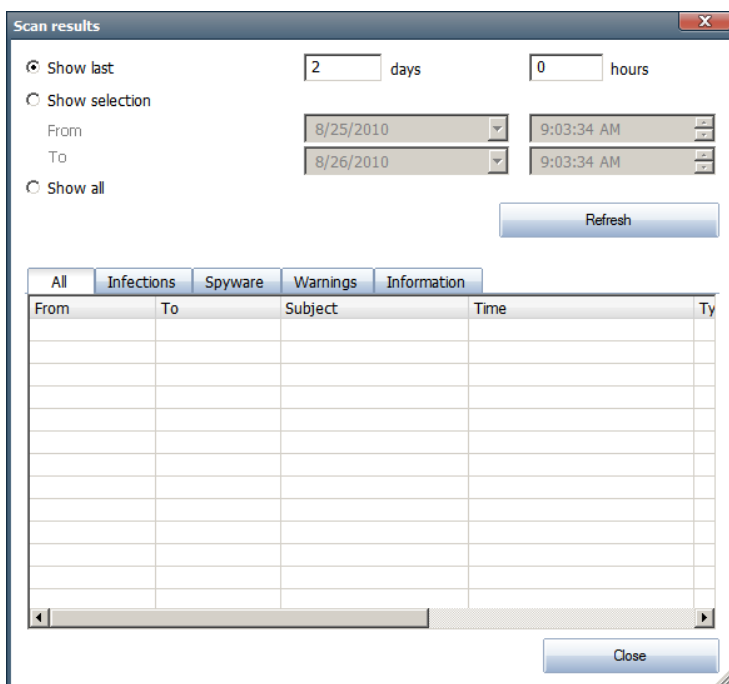 Scan results
Show last 2 days 0 hours
Show selection
From 8/25/2010 9:03:34 AM
To 8/26/2010 9:03:34 AM
Show all
Refresh
All Infections Spyware Warnings Information
From To Subject Time Ty
Close